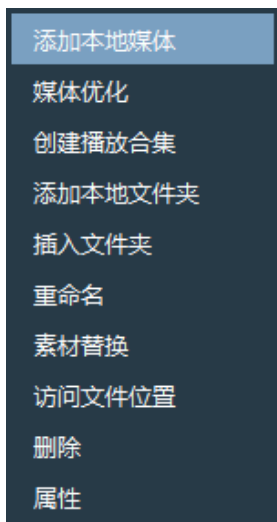 添加本地媒体
媒体优化
创建播放合集
添加本地文件夹
插入文件夹
重命名
素材替换
访问文件位置
删除
属性